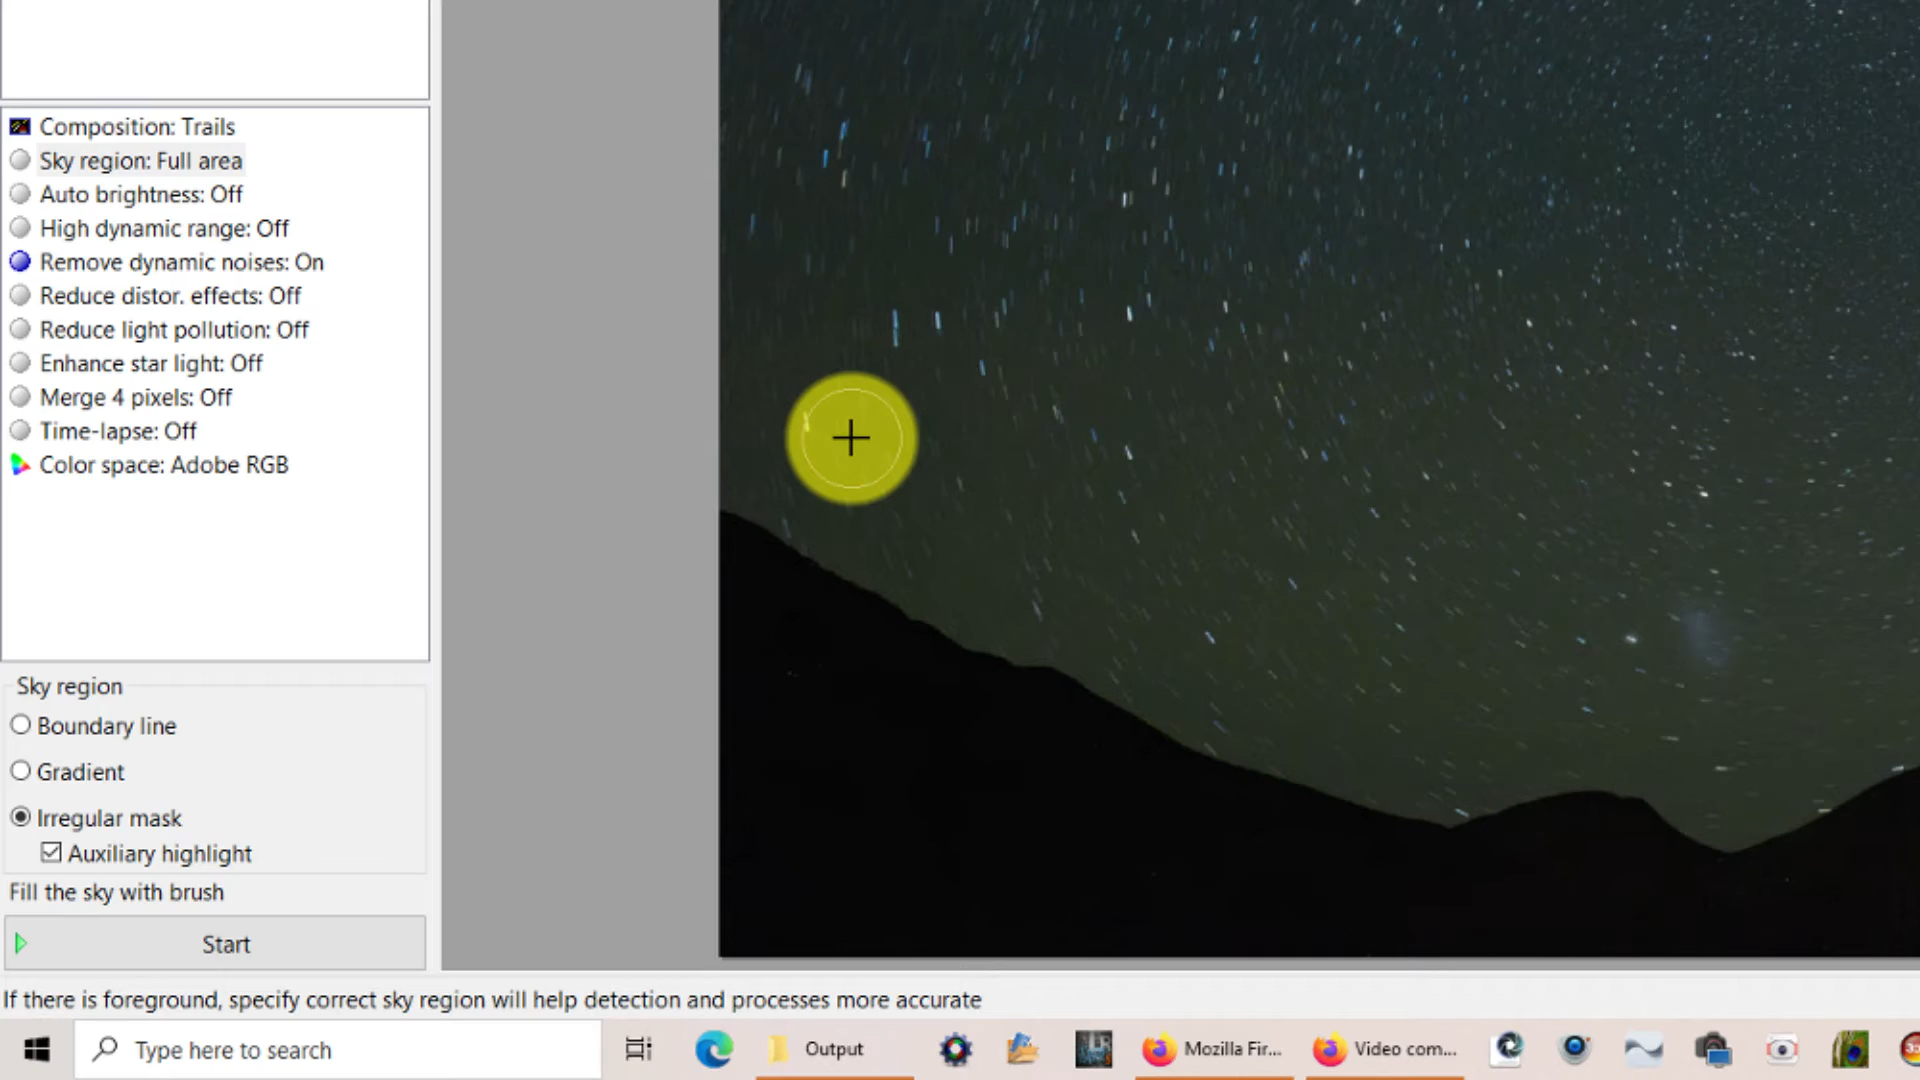 Composition: Trails
Sky region: Full area
Auto brightness: Off
High dynamic range: Off
Remove dynamic noises: On
Reduce distor. effects: Off
Reduce light pollution: Off
Enhance star light: Off
Merge 4 pixels: Off
Time-lapse: Off
Color space: Adobe RGB
Sky region
Boundary line
Gradient
Irregular mask
Auxiliary highlight
Fill the sky with brush
Start
If there is foreground, specify correct sky region will help detection and processes more accurate
Type here to search
Output
LR
Mozilla Fir...
Video com...